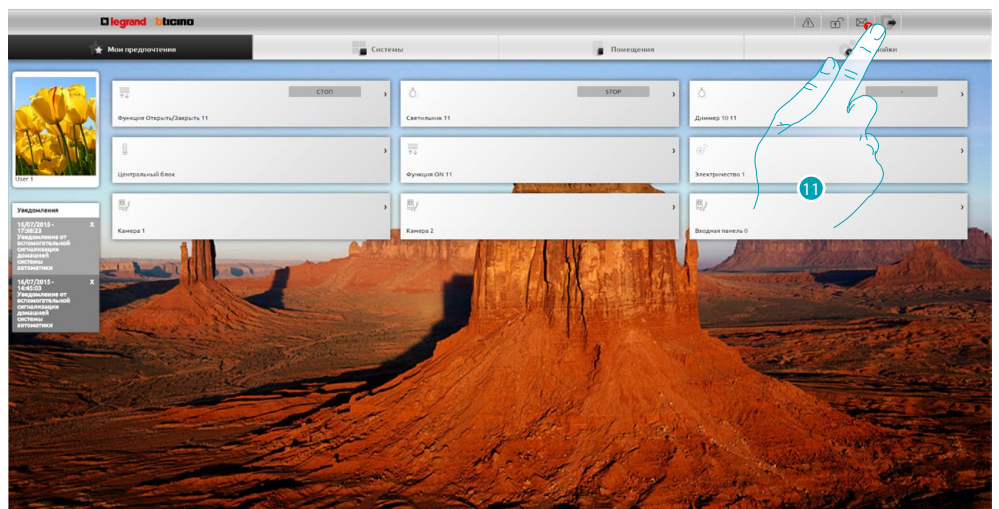 legrand bticino
Мои предпочтения
Системы
Помещения
СТОП
Функция Открыть/Закрыть 11
STOP
Светильник 11
Диммер 10 11
Центральный блок
Функция ON 11
Электричество 1
11
Камера 1
Камера 2
Входная панель 0
User 1
Уведомления
15/07/2015 - X
17:38:23
Уведомление от
вспомогательной
сигнализации
домашней
системы
автоматики
16/07/2015 - X
14:45:03
Уведомление от
вспомогательной
сигнализации
домашней
системы
автоматики